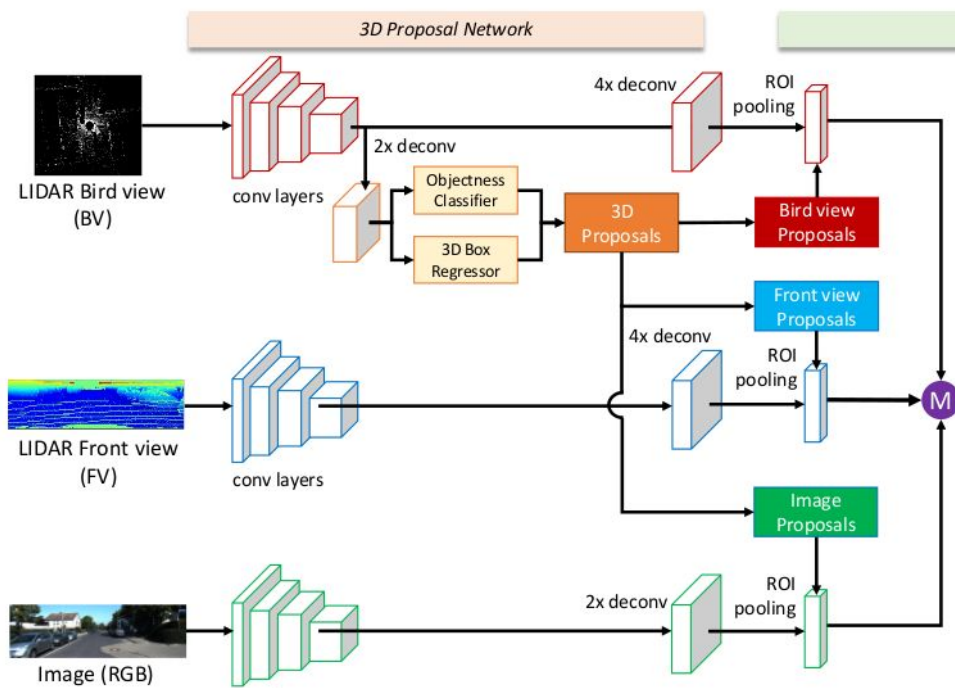 3D Proposal Network
4x deconv
ROI
pooling
2x deconv
LIDAR Bird view
(BV)
conv layers
Objectness
Classifier
3D Box
Regressor
3D
Proposals
Bird view
Proposals
Front view
Proposals
4x deconv
ROI
pooling
M
LIDAR Front view
(FV)
conv layers
Image
Proposals
2x deconv
ROI
pooling
Image (RGB)